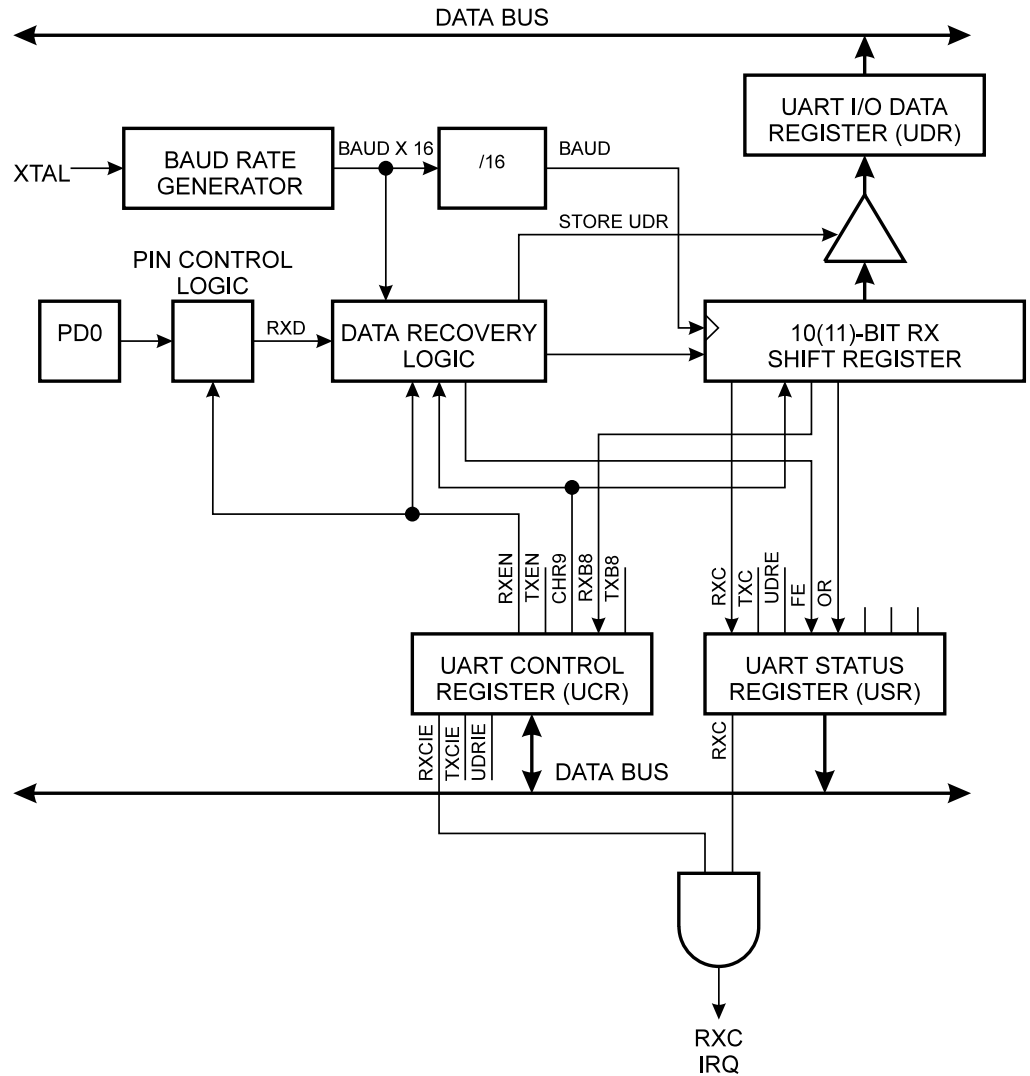 DATA BUS
UART I/O DATA
REGISTER (UDR)
BAUD RATE
GENERATOR
XTAL
BAUD X 16
/16
BAUD
STORE UDR
PIN CONTROL
LOGIC
PD0
RXD
DATA RECOVERY
LOGIC
10(11)-BIT RX
SHIFT REGISTER
RXEN
TXEN
CHR9
RXB8
TXB8
RXC
TXC
UDRE
FE
OR
UART CONTROL
REGISTER (UCR)
UART STATUS
REGISTER (USR)
RXCIE
TXCIE
UDRIE
RXC
DATA BUS
RXC
IRQ